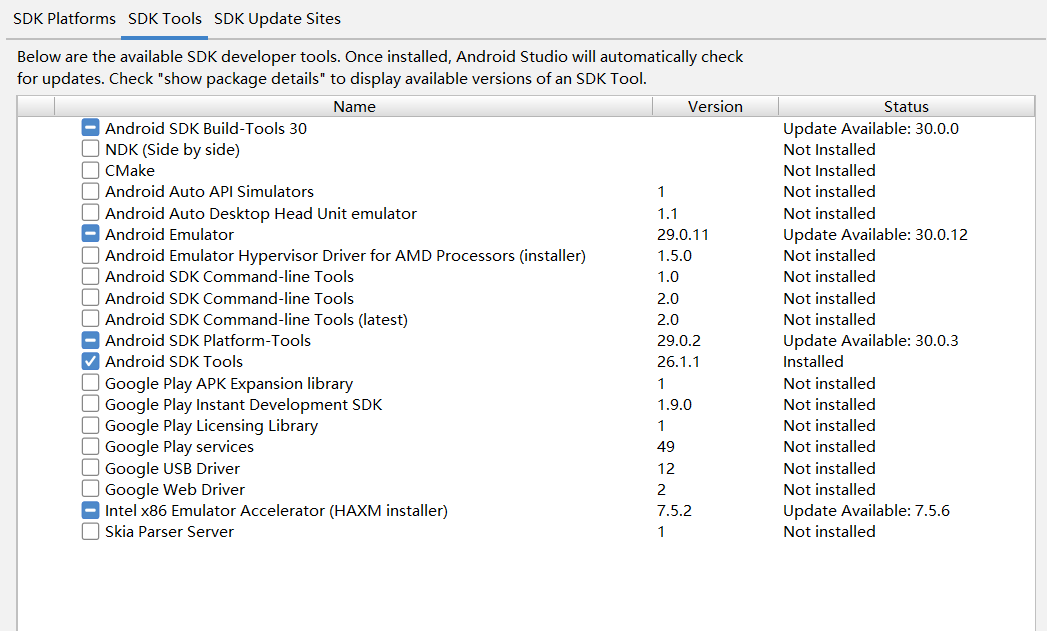 SDK Platforms SDK Tools SDK Update Sites
Below are the available SDK developer tools. Once installed, Android Studio will automatically check
for updates. Check "show package details" to display available versions of an SDK Tool.
Name Version Status
Android SDK Build-Tools 30 Update Available: 30.0.0
NDK (Side by side) Not Installed
CMake Not Installed
Android Auto API Simulators 1 Not installed
Android Auto Desktop Head Unit emulator 1.1 Not installed
Android Emulator 29.0.11 Update Available: 30.0.12
Android Emulator Hypervisor Driver for AMD Processors (installer) 1.5.0 Not installed
Android SDK Command-line Tools 1.0 Not installed
Android SDK Command-line Tools 2.0 Not installed
Android SDK Command-line Tools (latest) 2.0 Not installed
Android SDK Platform-Tools 29.0.2 Update Available: 30.0.3
Android SDK Tools 26.1.1 Installed
Google Play APK Expansion library 1 Not installed
Google Play Instant Development SDK 1.9.0 Not installed
Google Play Licensing Library 1 Not installed
Google Play services 49 Not installed
Google USB Driver 12 Not installed
Google Web Driver 2 Not installed
Intel x86 Emulator Accelerator (HAXM installer) 7.5.2 Update Available: 7.5.6
Skia Parser Server 1 Not installed